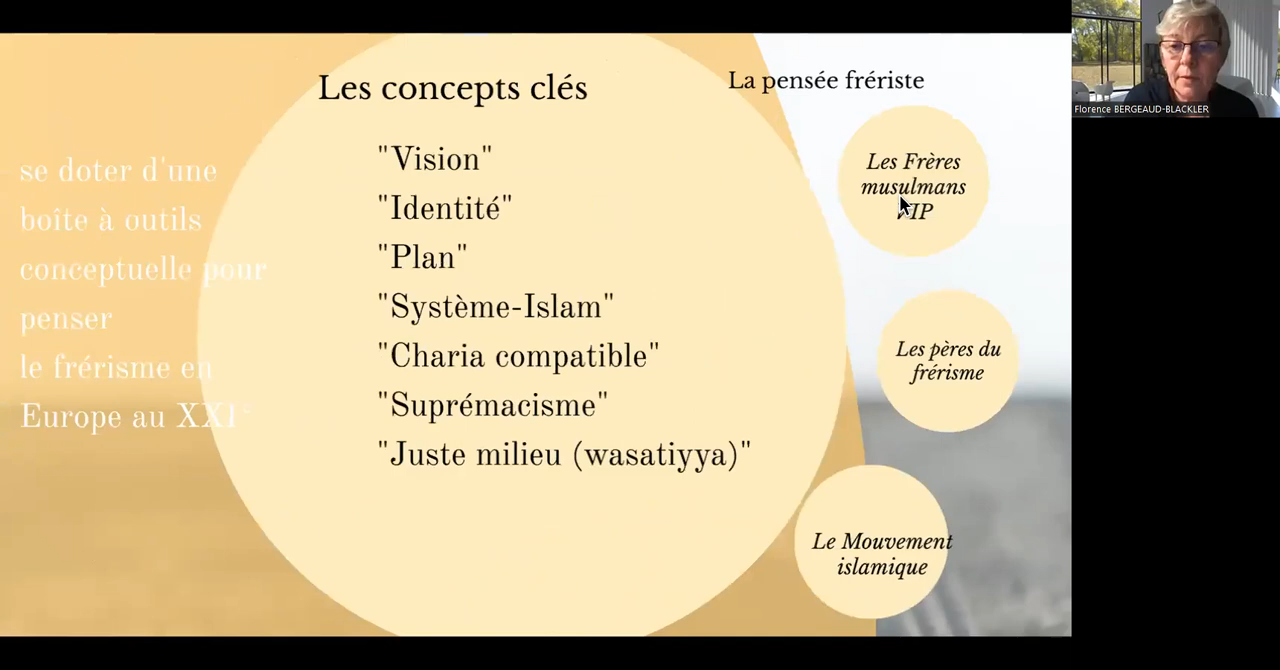 Les concepts clés
La pensée frériste
se doter d'une
boîte à outils
conceptuelle pour
penser
le frérisme en
Europe au XXI°
"Vision"
"Identité"
"Plan"
"Système-Islam"
"Charia compatible"
"Suprémacisme"
"Juste milieu (wasatiyya)"
Les Frères
musulmans
Les pères du
frérisme
Le Mouvement
islamique
Florence BERGEAUD-BLACKLER